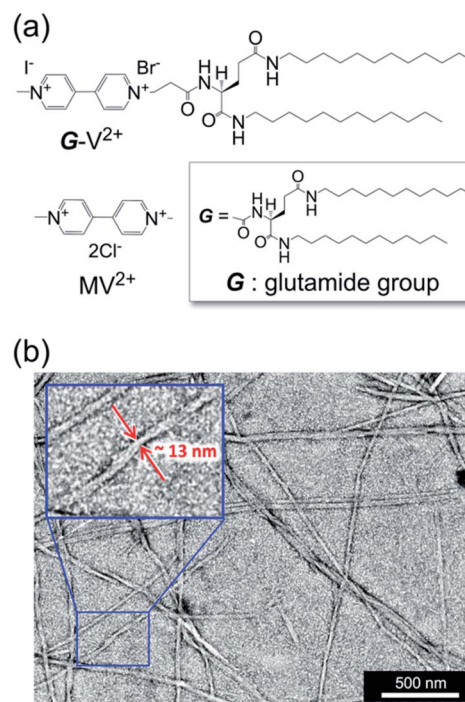 (a)
I⁻
Br⁻
N⁺
N⁺
O
N
H
H
O
N
H
O
N
H
G-V²⁺
N⁺
N⁺
2Cl⁻
MV²⁺
G =
O
N
H
H
O
N
H
O
N
H
G : glutamide group
(b)
~ 13 nm
500 nm